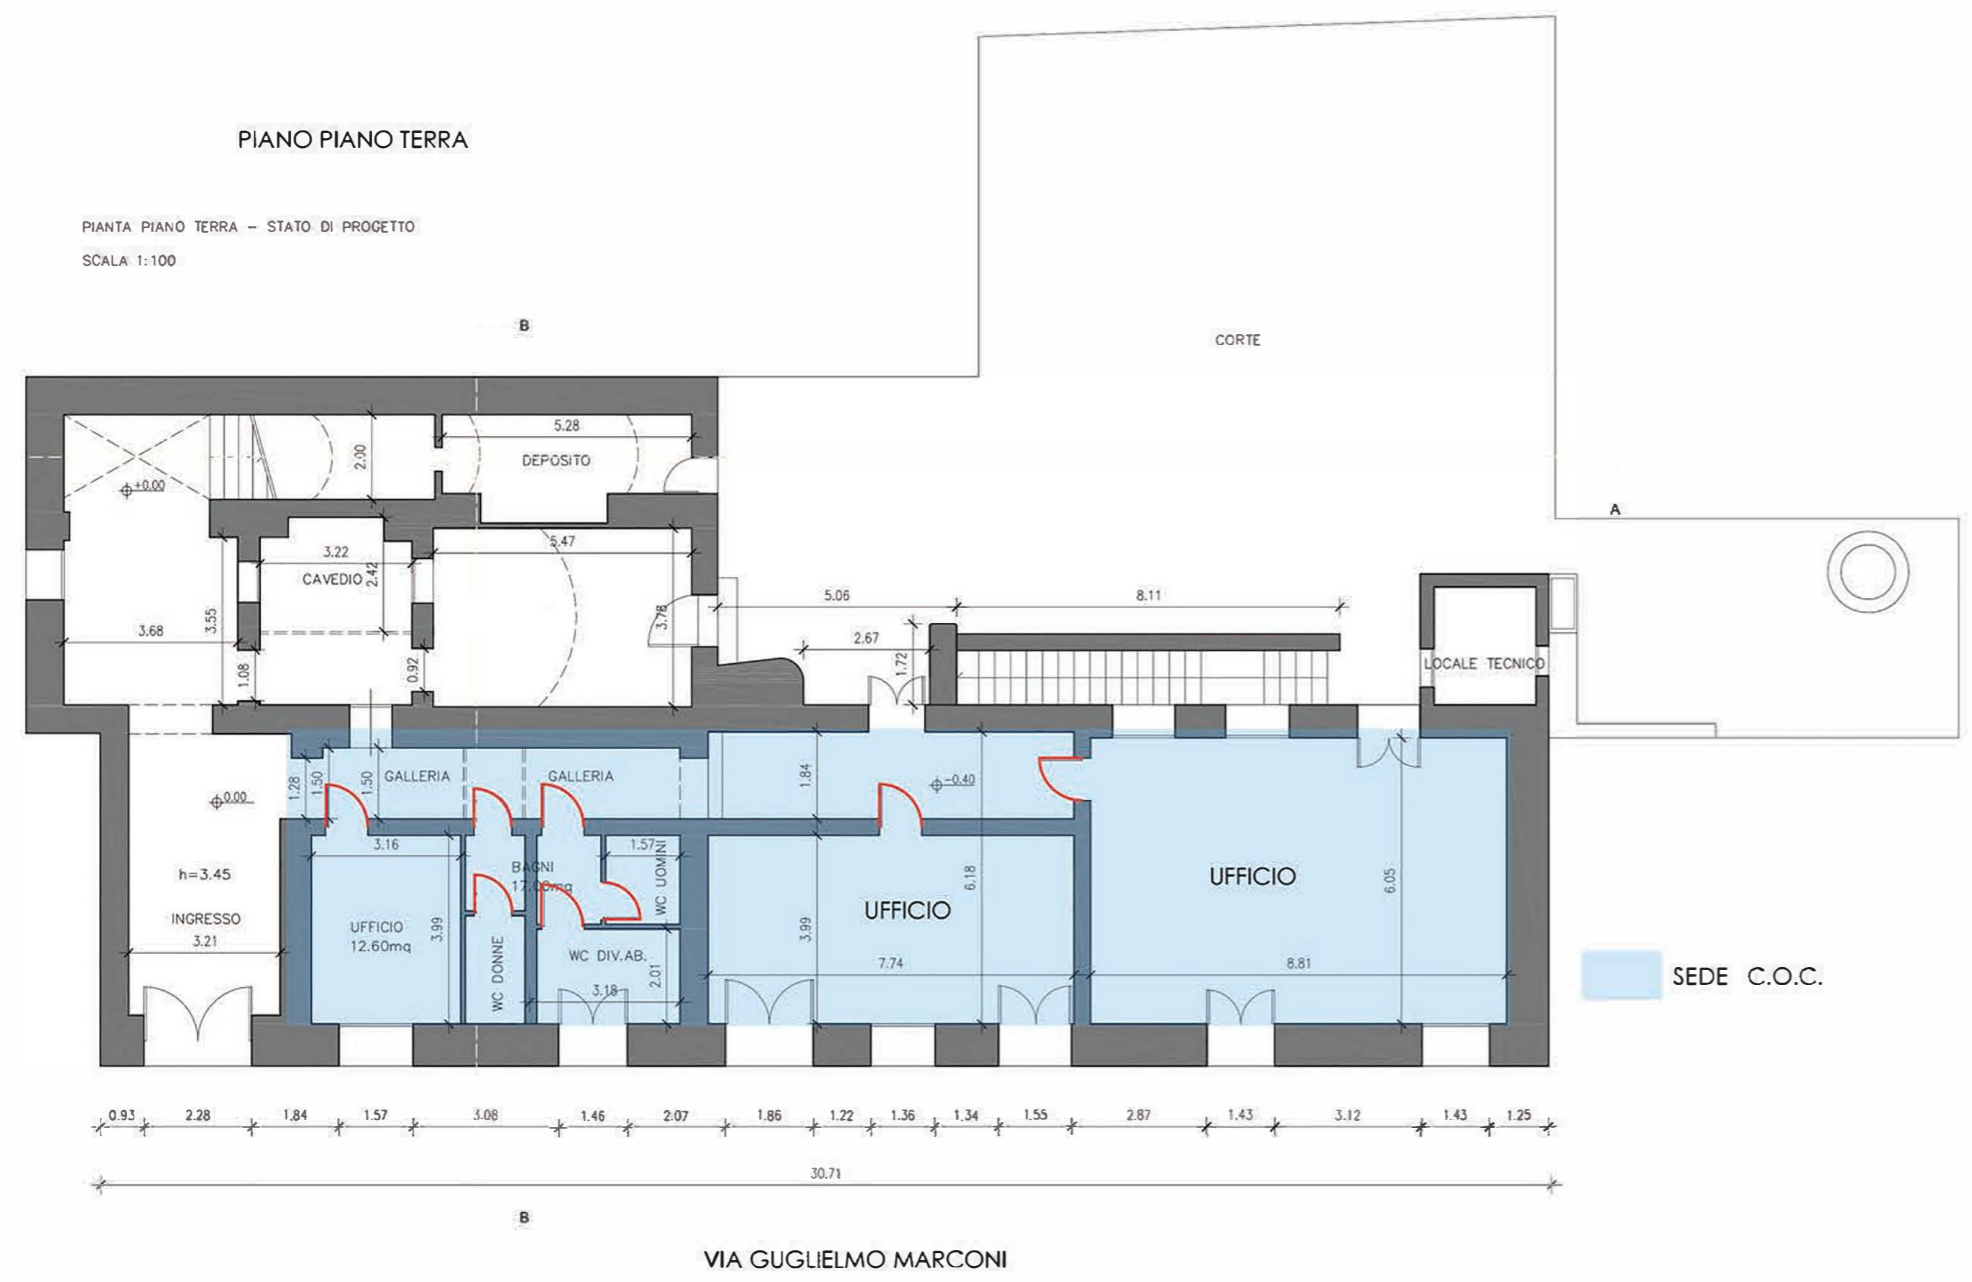 PIANO PIANO TERRA
PIANTA PIANO TERRA – STATO DI PROGETTO
SCALA 1:100
B
CORTE
5.28
DEPOSITO
2.00
+0.00
A
5.47
3.22
CAVEDIO
2.42
3.55
3.68
3.78
5.06
8.11
2.67
1.72
1.08
0.92
LOCALE TECNICO
1.28
1.50
1.50
GALLERIA
GALLERIA
1.84
-0.40
0.00
3.16
1.57
h=3.45
BAGNI
17.00mq
WC UOMINI
6.18
UFFICIO
6.05
INGRESSO
3.21
UFFICIO
12.60mq
3.99
WC DONNE
WC DIV.AB.
2.01
3.18
UFFICIO
3.99
7.74
8.81
SEDE C.O.C.
0.93 2.28 1.84 1.57 3.08 1.46 2.07 1.86 1.22 1.36 1.34 1.55 2.87 1.43 3.12 1.43 1.25
30.71
B
VIA GUGLIELMO MARCONI